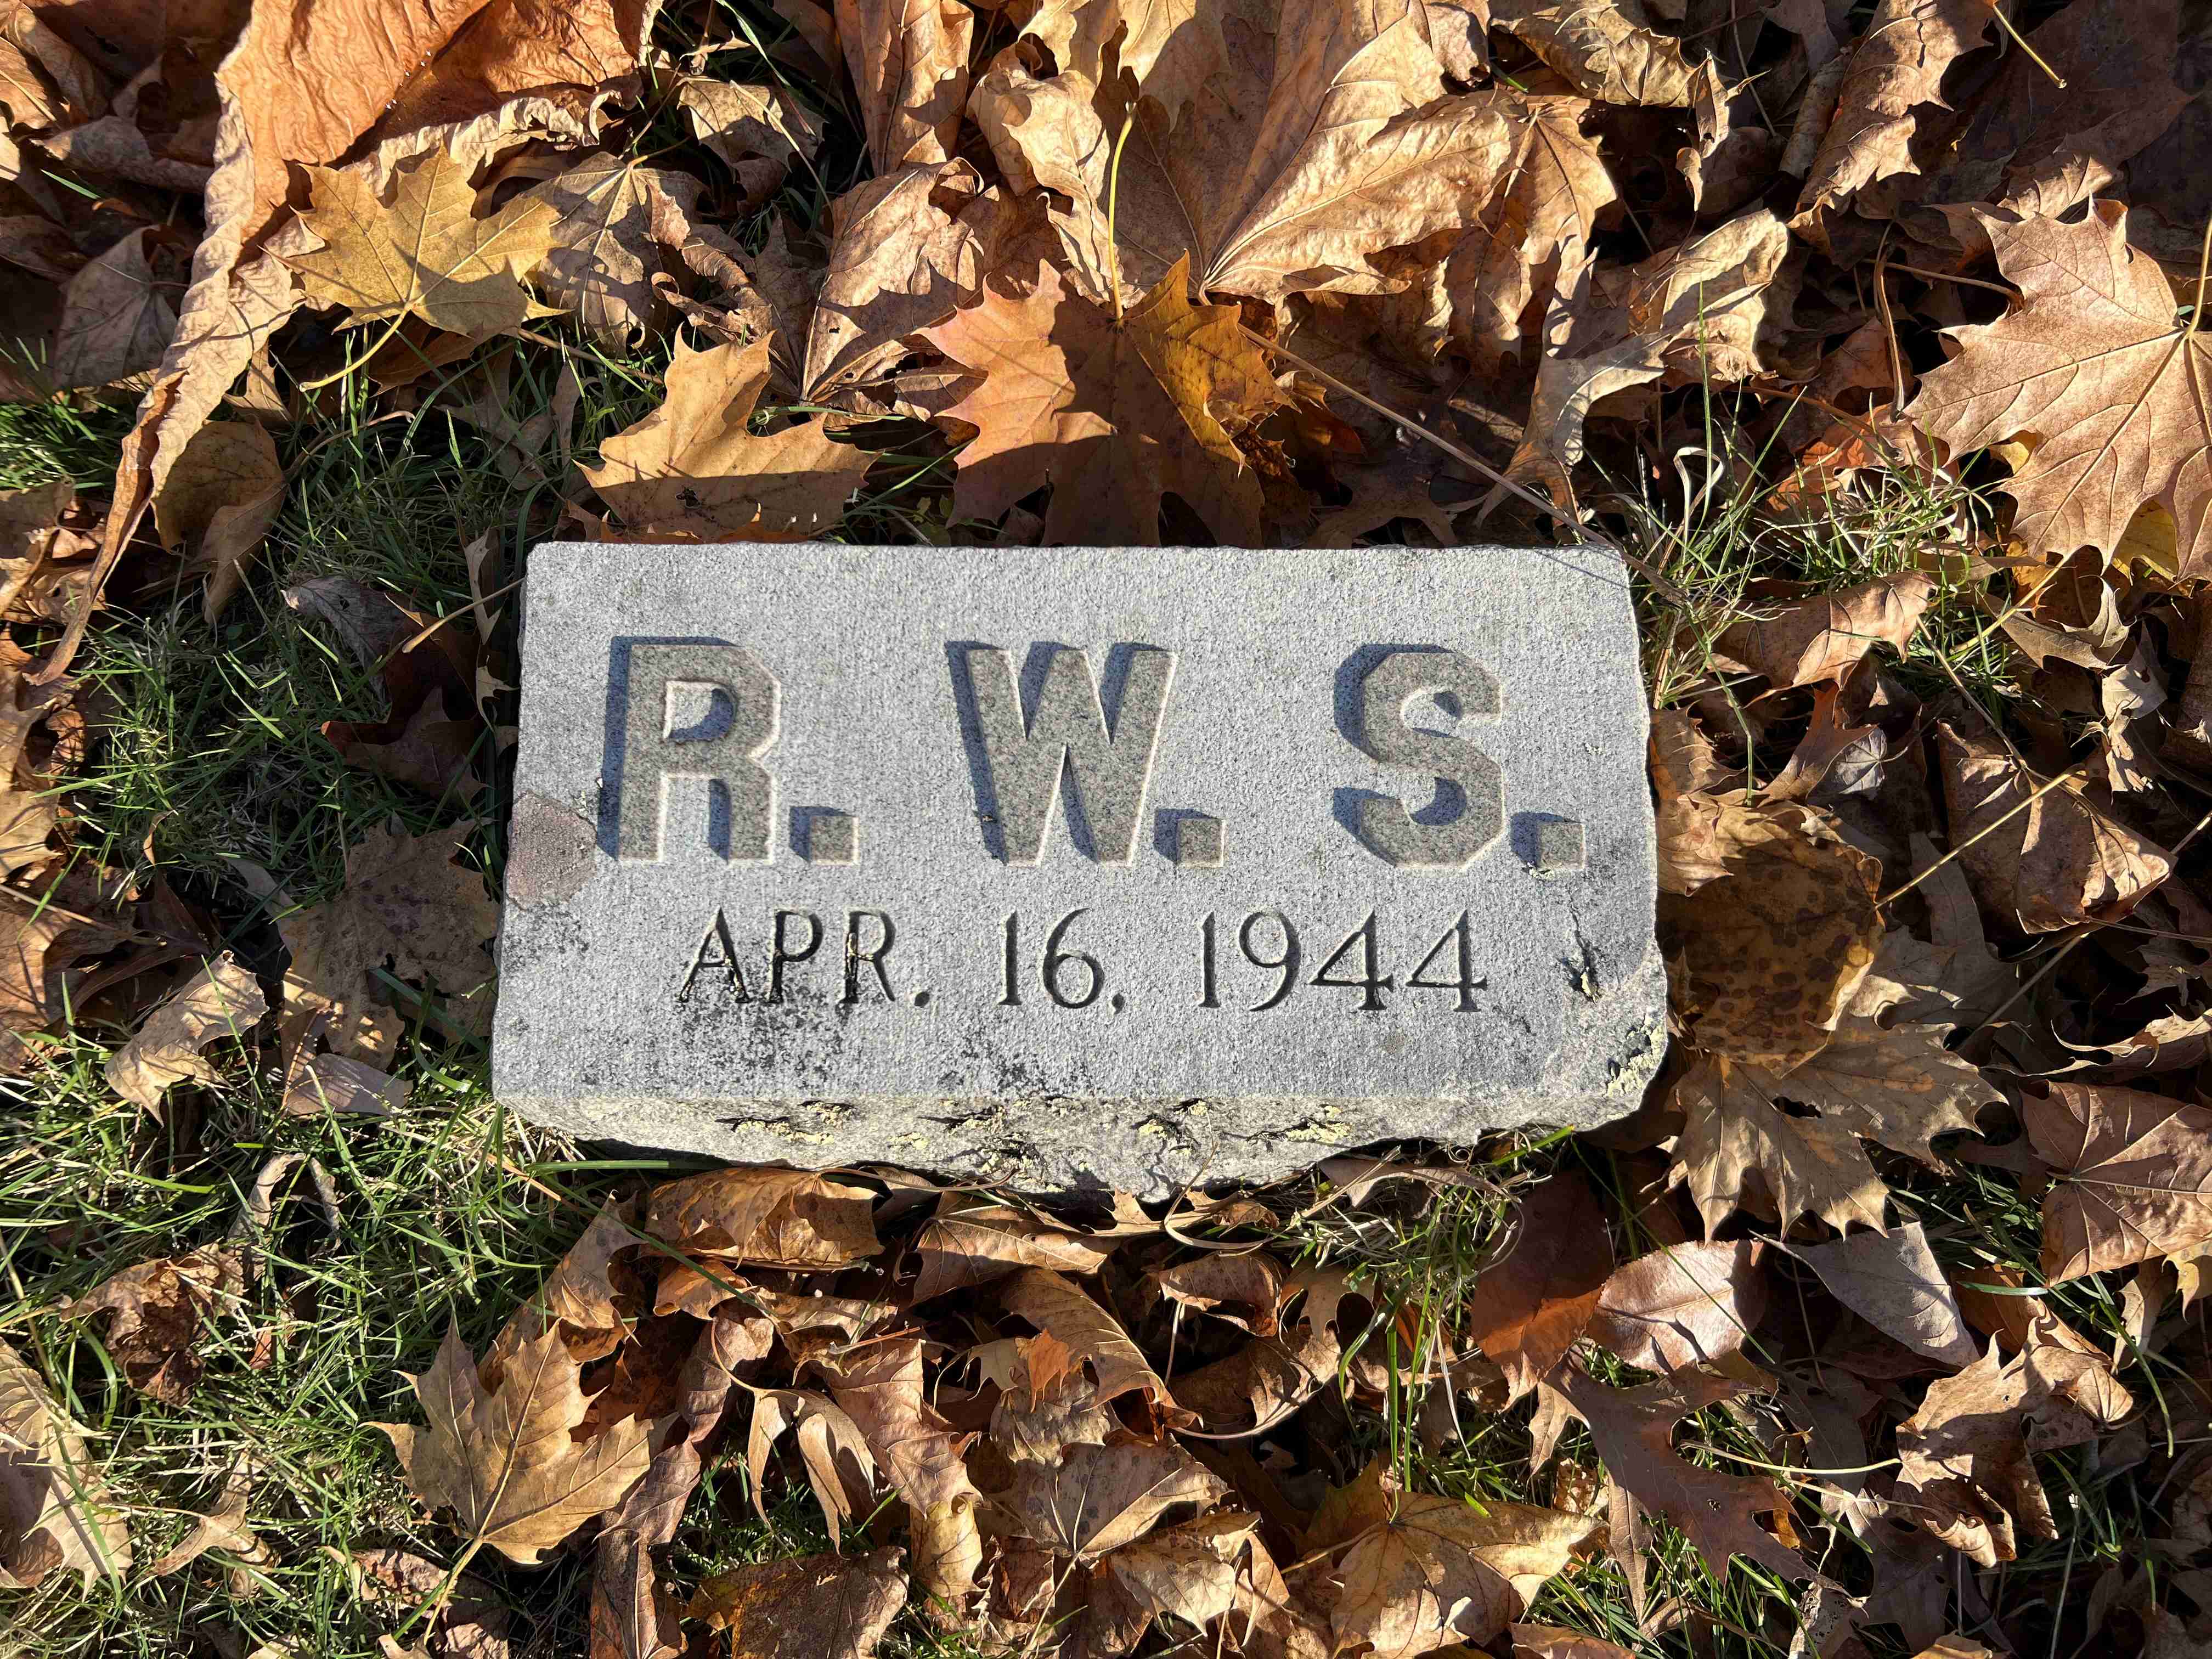 R. W. S.
APR. 16, 1944